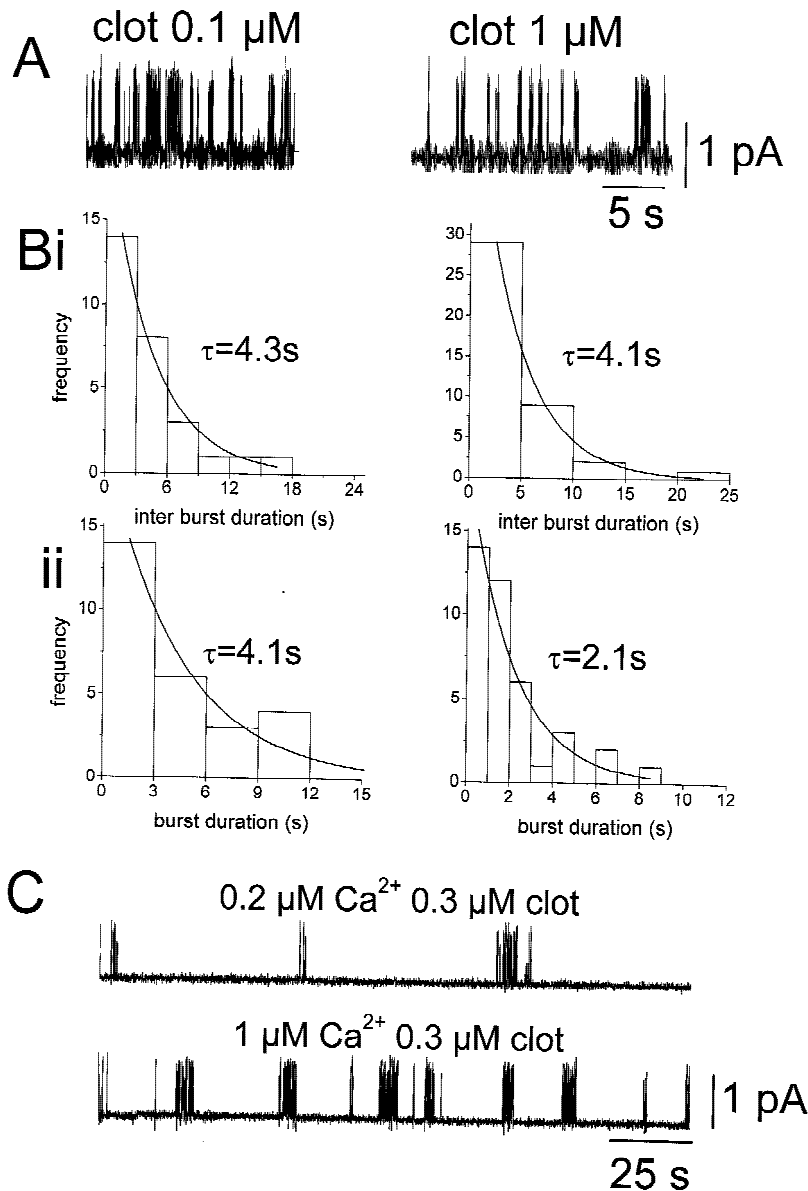 A
clot 0.1 µM
clot 1 µM
1 pA
5 s
Bi
frequency
15
10
5
0
τ=4.3s
0 6 12 18 24
inter burst duration (s)
30
25
20
15
10
5
0
τ=4.1s
0 5 10 15 20 25
inter burst duration (s)
ii
frequency
15
10
5
0
τ=4.1s
0 3 6 9 12 15
burst duration (s)
15
10
5
0
τ=2.1s
0 2 4 6 8 10 12
burst duration (s)
C
0.2 µM Ca²⁺ 0.3 µM clot
1 µM Ca²⁺ 0.3 µM clot
1 pA
25 s